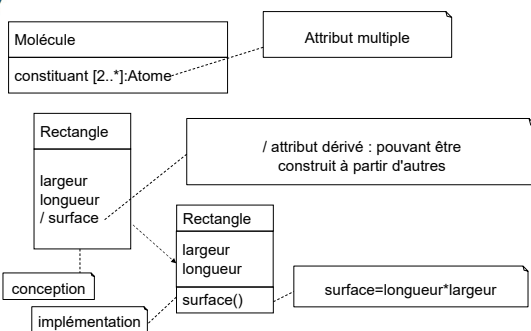 Molécule
Attribut multiple
constituant [2..*]:Atome
Rectangle
/ attribut dérivé : pouvant être
construit à partir d'autres
largeur
longueur
/ surface
Rectangle
largeur
longueur
conception
surface()
surface=longueur*largeur
implémentation